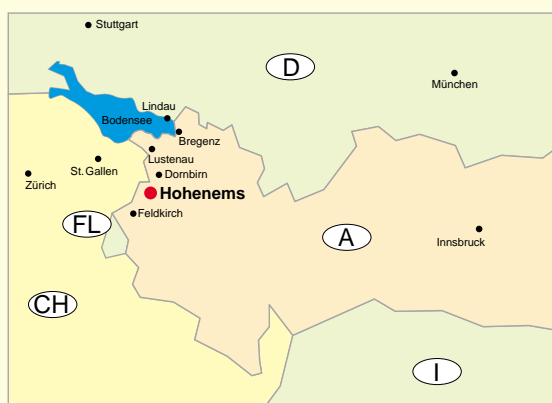 Stuttgart
D
München
Lindau
Bodensee
Bregenz
Lustenau
St. Gallen
Dornbirn
Zürich
Hohenems
Feldkirch
FL
A
Innsbruck
CH
I